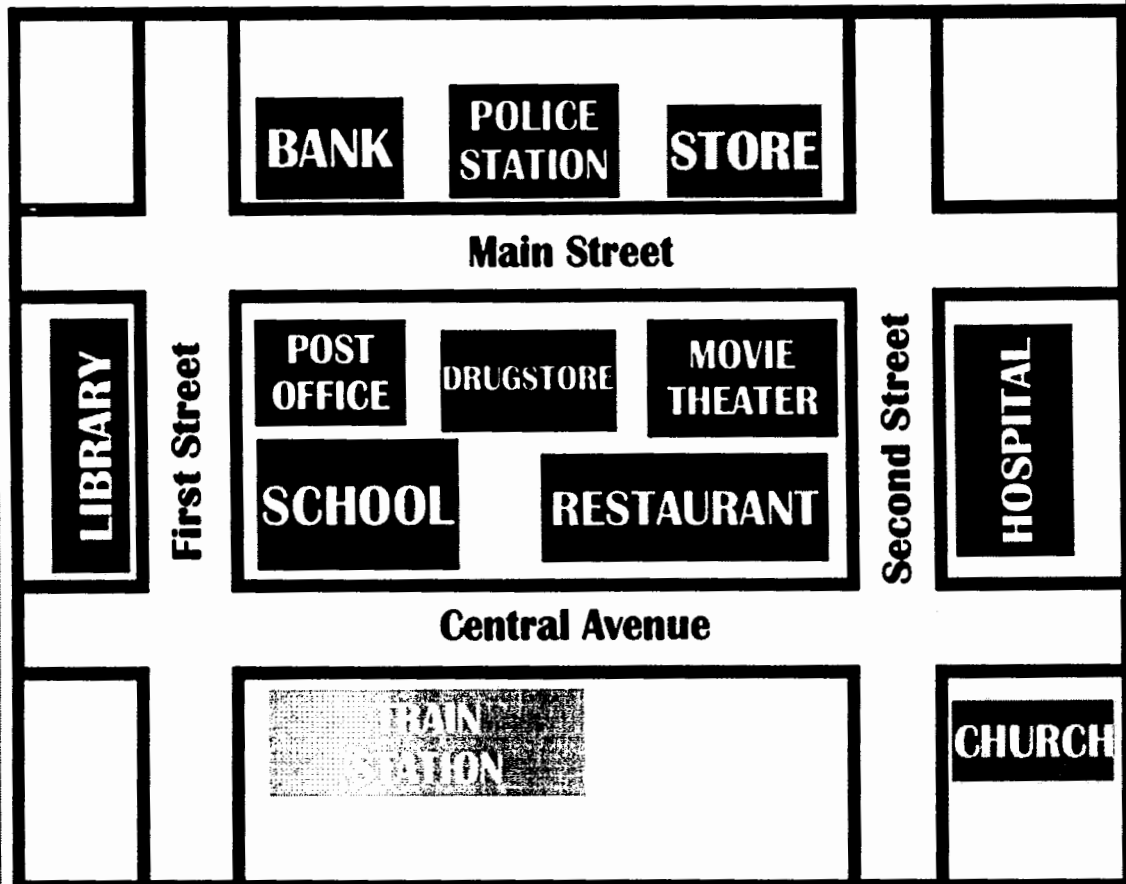 BANK
POLICE
STATION
STORE
Main Street
LIBRARY
First Street
POST
OFFICE
DRUGSTORE
MOVIE
THEATER
SCHOOL
RESTAURANT
Second Street
HOSPITAL
Central Avenue
TRAIN
STATION
CHURCH